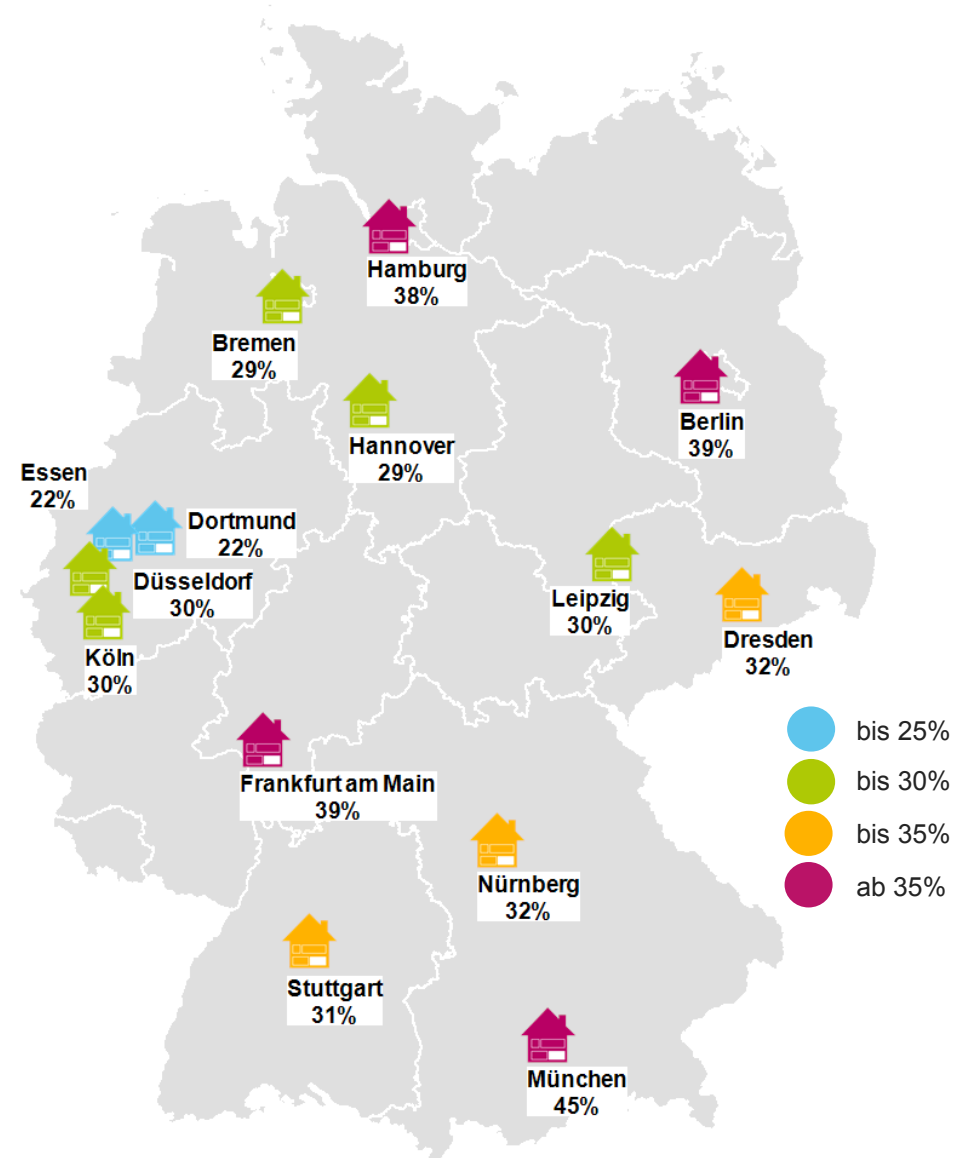 Hamburg
38%
Bremen
29%
Berlin
39%
Hannover
29%
Essen
22%
Dortmund
22%
Düsseldorf
30%
Leipzig
30%
Dresden
32%
Köln
30%
bis 25%
bis 30%
bis 35%
ab 35%
Frankfurt am Main
39%
Nürnberg
32%
Stuttgart
31%
München
45%